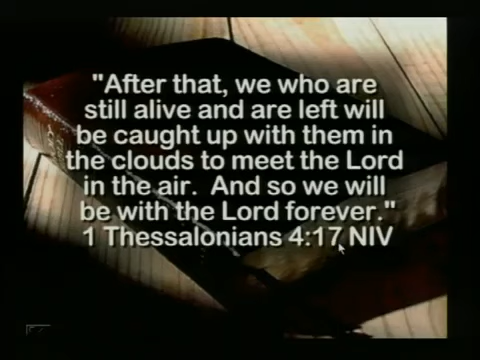 "After that, we who are
still alive and are left will
be caught up with them in
the clouds to meet the Lord
in the air. And so we will
be with the Lord forever."
1 Thessalonians 4:17 NIV